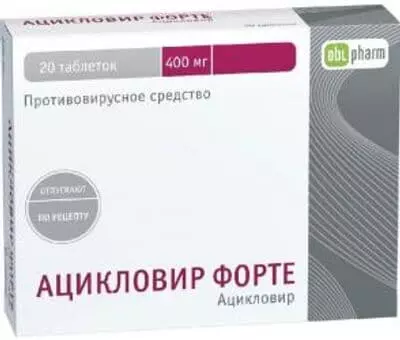 20 таблеток 400 мг
obl pharm
Противовирусное средство
ОТПУСКАЮТ
ПО РЕЦЕПТУ
АЦИКЛОВИР ФОРТЕ
Ацикловир